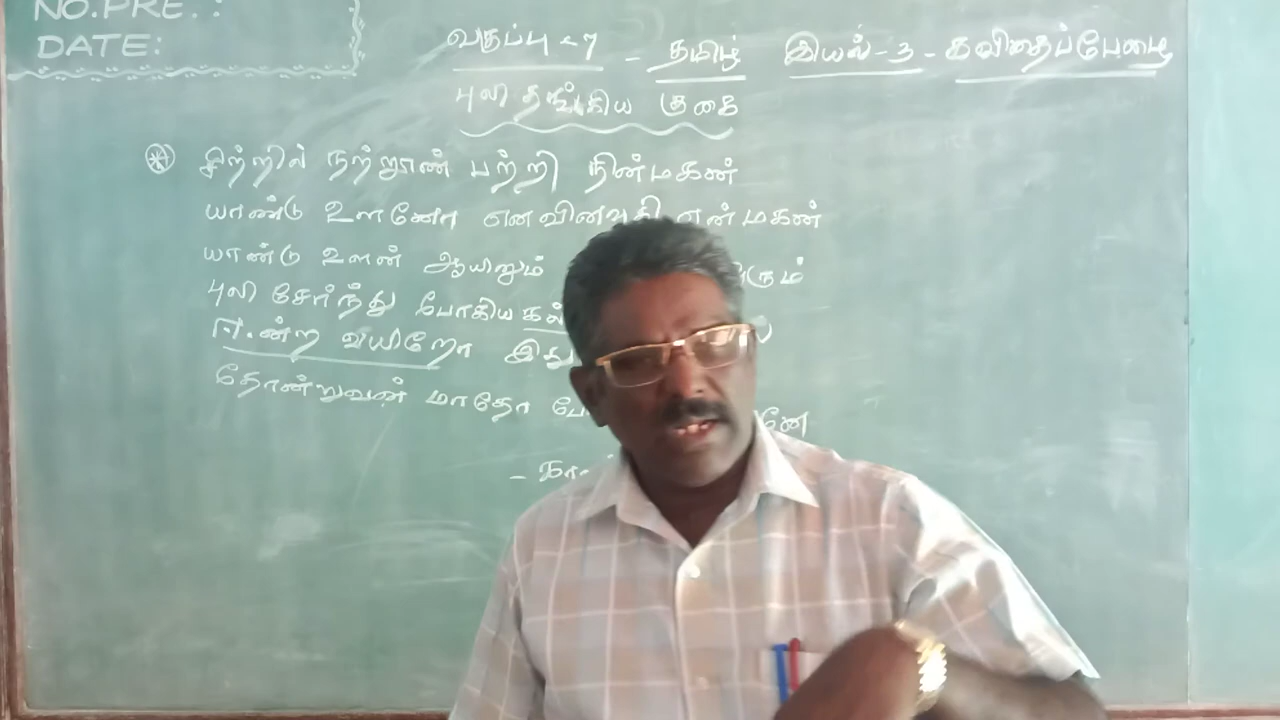 NO.PRE.:
DATE:
வகுப்பு - 7 - தமிழ் இயல்-3 - கவிதைப்பேழை
புலி தங்கிய குகை
சிற்றில் நற்றூண் பற்றி நின்மகன்
யாண்டு உளனோ எனவினவுதி என் மகன்
யாண்டு உளன் ஆயினும்
புலி சேர்ந்து போகிய கல்
ஈன்ற வயிறோ இது
தோன்றுவன் மாதோ